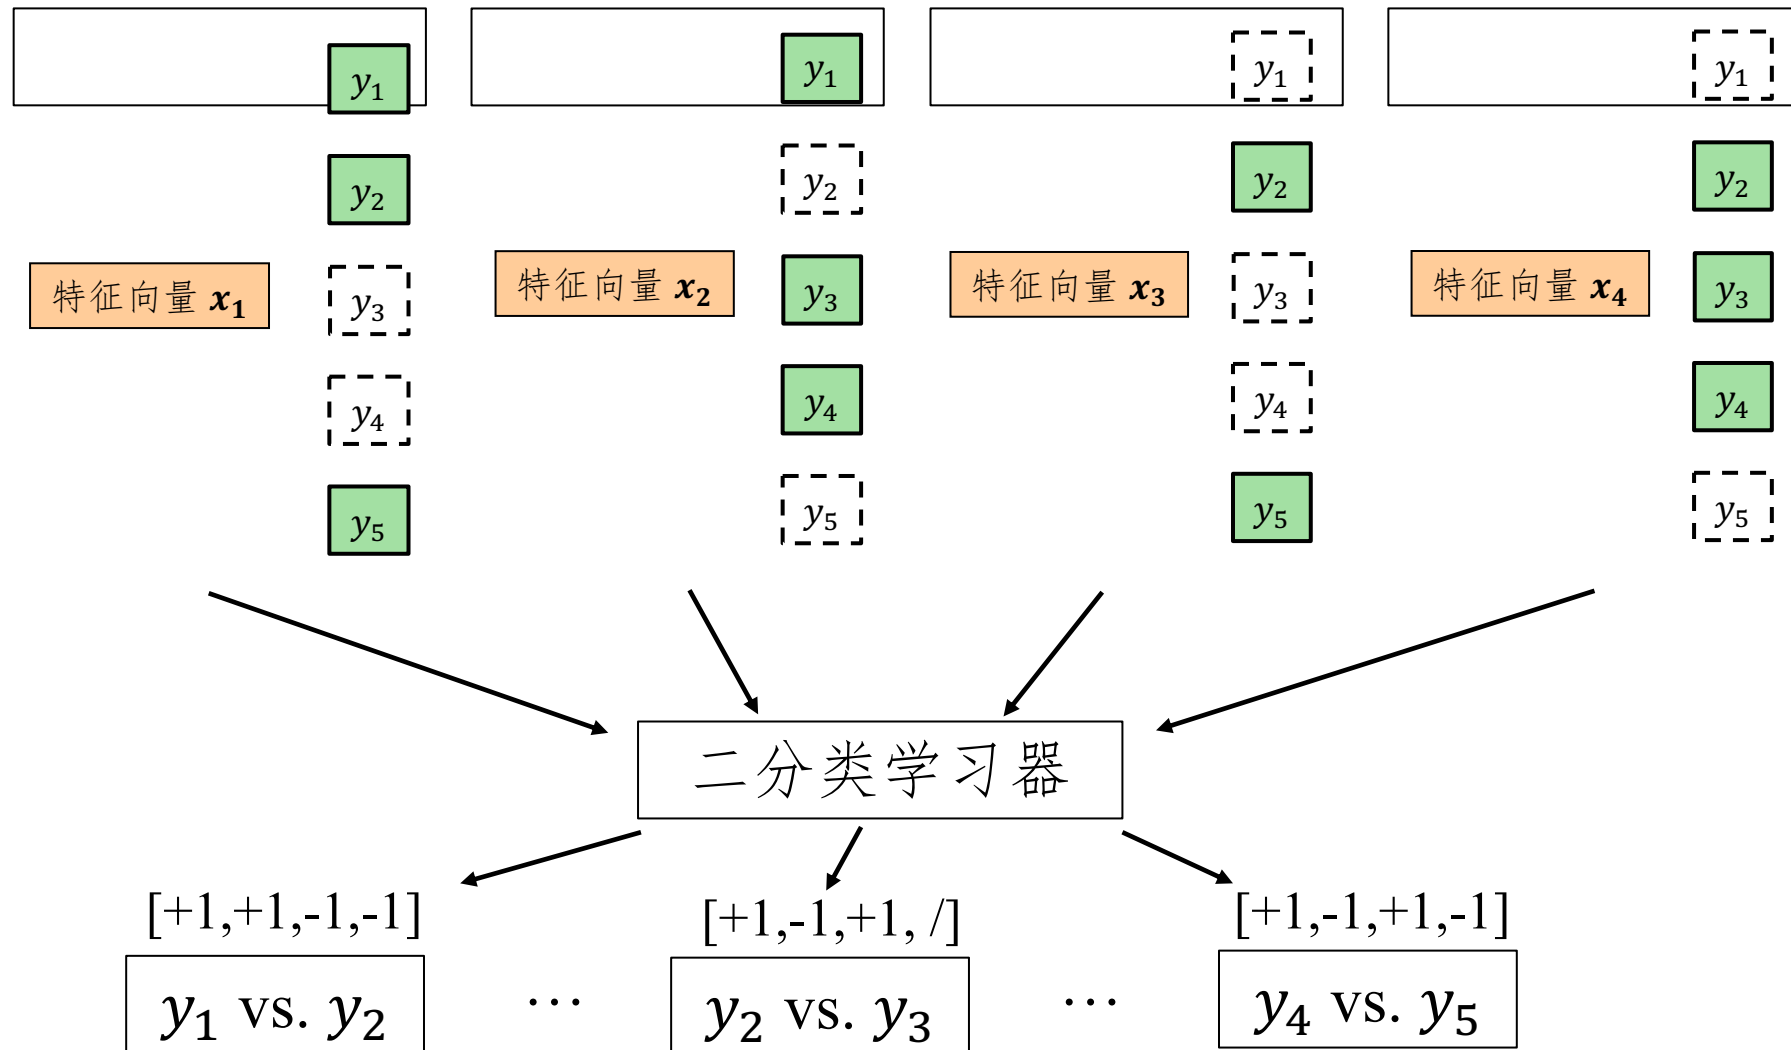 y₁
y₂
特征向量 x₁
y₃
y₄
y₅
y₁
y₂
特征向量 x₂
y₃
y₄
y₅
y₁
y₂
特征向量 x₃
y₃
y₄
y₅
y₁
y₂
特征向量 x₄
y₃
y₄
y₅
二分类学习器
[+1,+1,-1,-1]
y₁ vs. y₂
…
[+1,-1,+1, /]
y₂ vs. y₃
…
[+1,-1,+1,-1]
y₄ vs. y₅